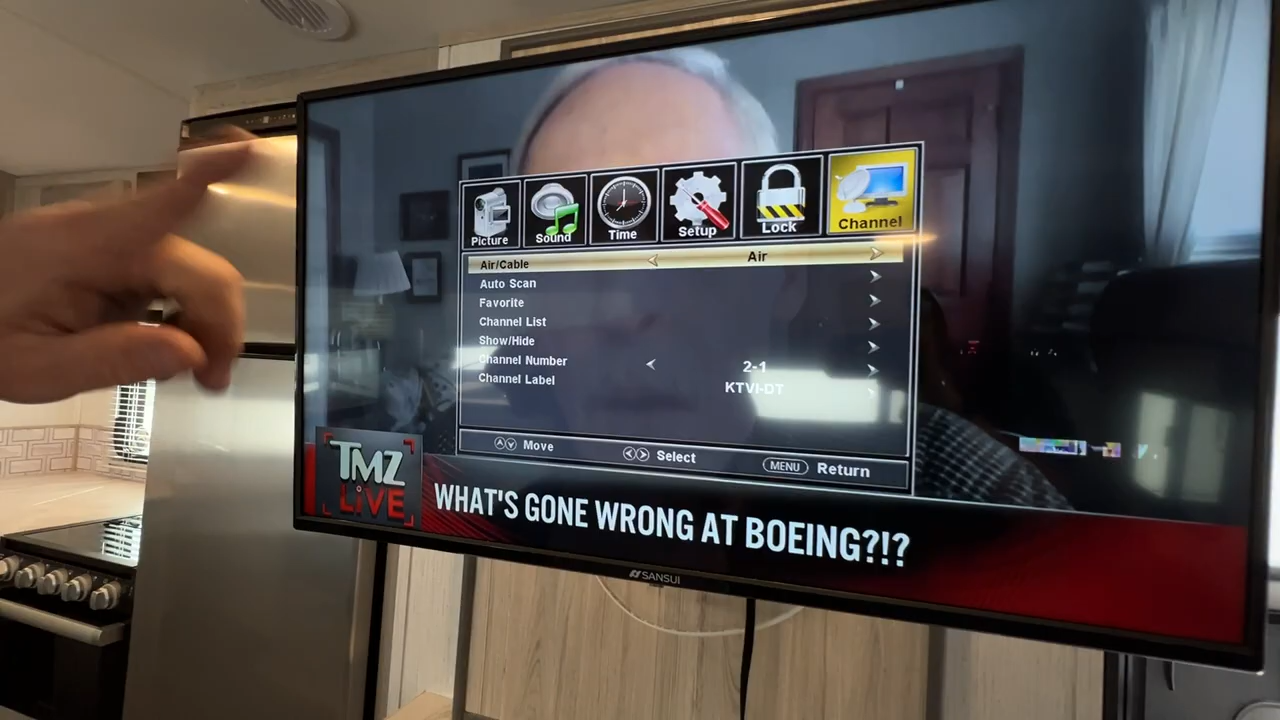 Picture
Sound
Time
Setup
Lock
Channel
Air/Cable Air
Auto Scan
Favorite
Channel List
Show/Hide
Channel Number 2-1
Channel Label KTVI-DT
Move Select MENU Return
TMZ
LIVE
WHAT'S GONE WRONG AT BOEING?!?
SANSUI